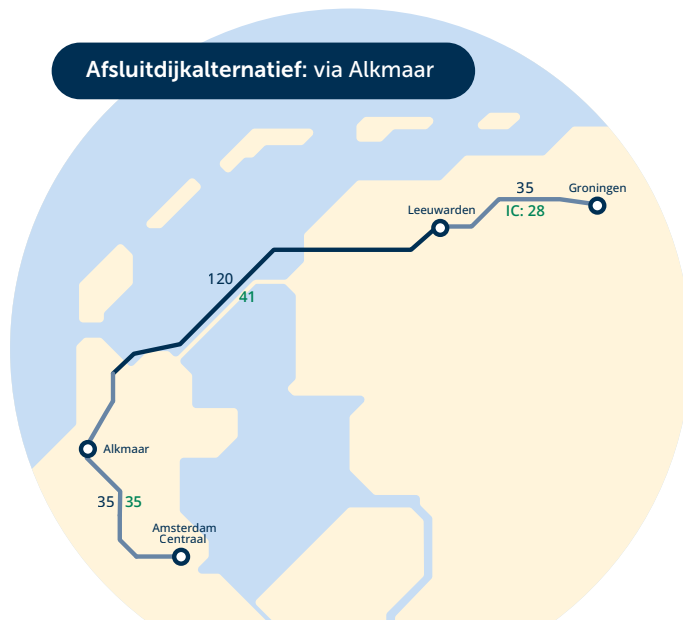 Afsluitdijkalternatief: via Alkmaar
35
Groningen
Leeuwarden
IC: 28
120
41
Alkmaar
35 35
Amsterdam
Centraal